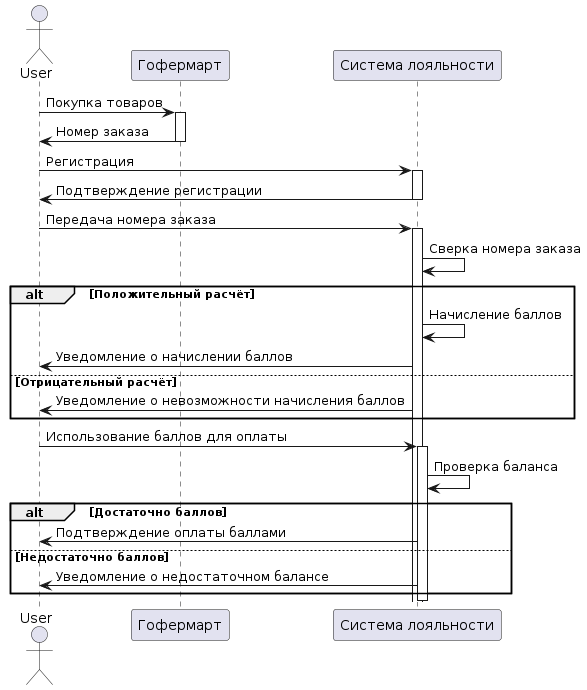 User
Гофермарт
Система лояльности
Покупка товаров
Номер заказа
Регистрация
Подтверждение регистрации
Передача номера заказа
Сверка номера заказа
alt [Положительный расчёт]
Начисление баллов
Уведомление о начислении баллов
[Отрицательный расчёт]
Уведомление о невозможности начисления баллов
Использование баллов для оплаты
Проверка баланса
alt [Достаточно баллов]
Подтверждение оплаты баллами
[Недостаточно баллов]
Уведомление о недостаточном балансе
User
Гофермарт
Система лояльности